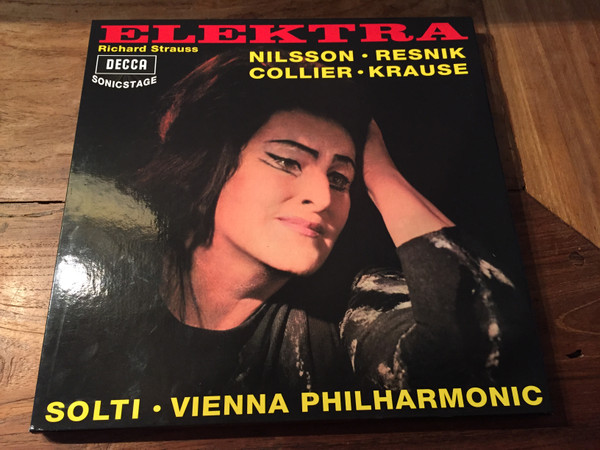 ELEKTRA
Richard Strauss
DECCA
SONICSTAGE
NILSSON · RESNIK
COLLIER · KRAUSE
SOLTI · VIENNA PHILHARMONIC